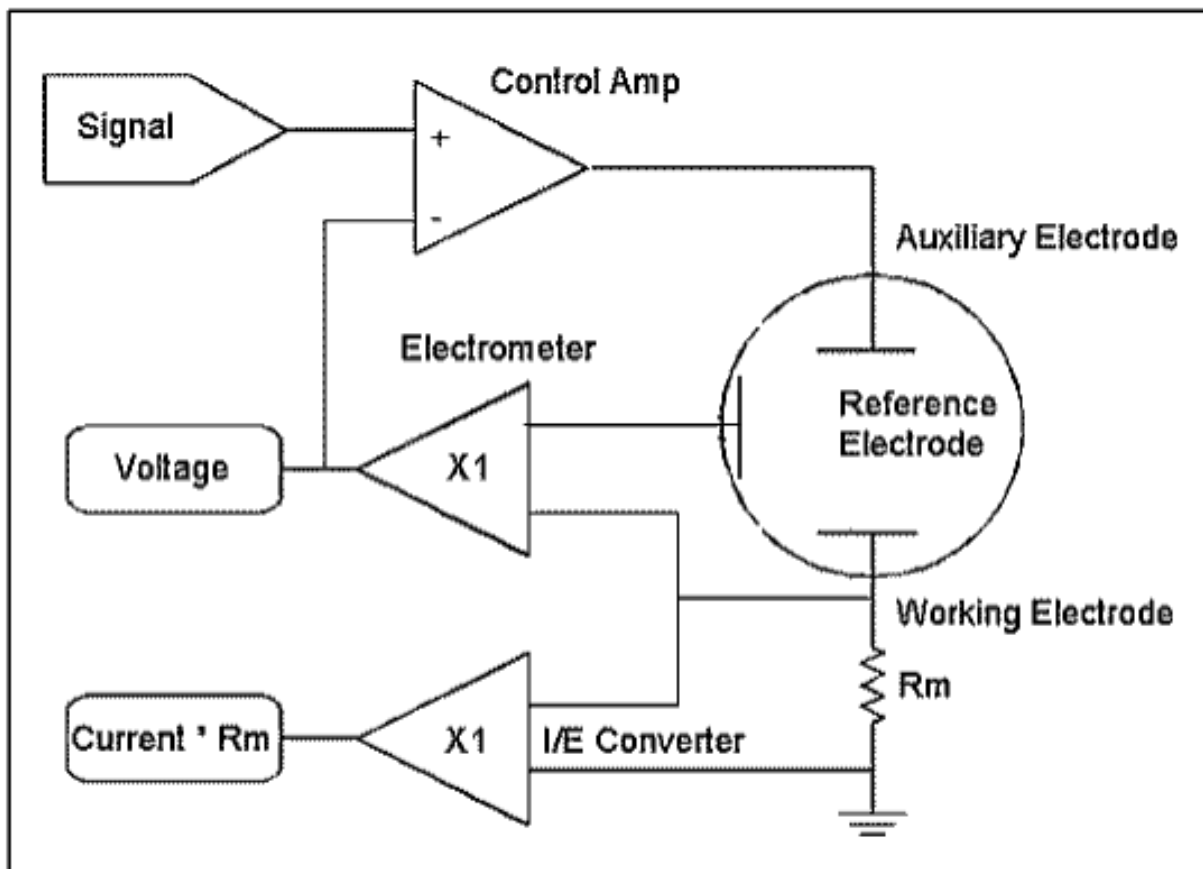 Control Amp
Signal
+
-
Auxiliary Electrode
Electrometer
Reference
Electrode
Voltage
X1
Working Electrode
Rm
Current * Rm
X1
I/E Converter